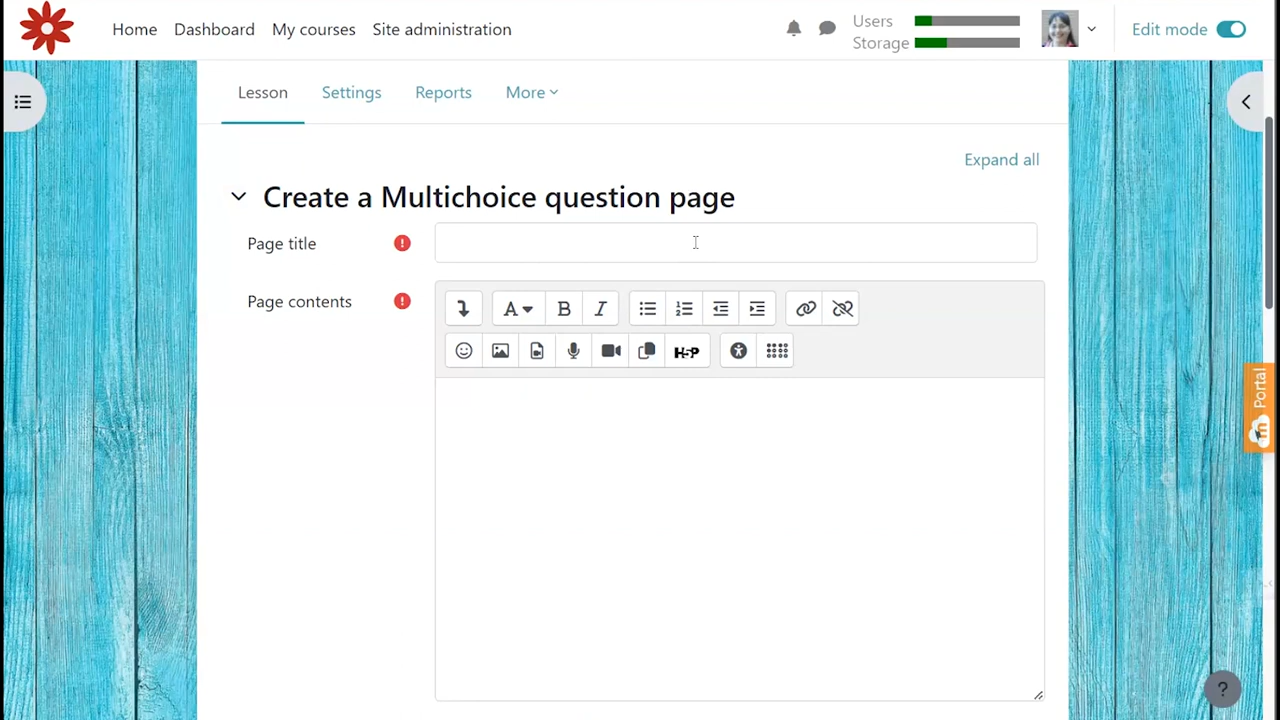 Home Dashboard My courses Site administration Users Edit mode
Storage
Lesson Settings Reports More
Expand all
Create a Multichoice question page
Page title
Page contents
A B I
H5P
Portal
?